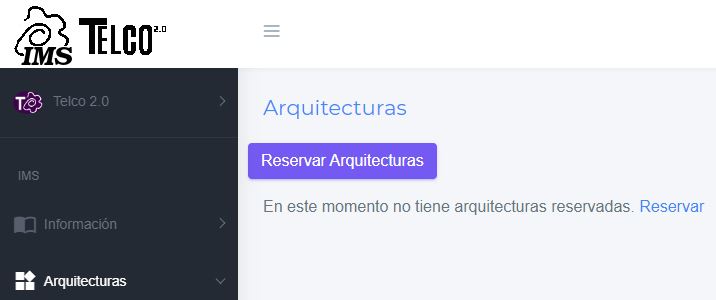 IMS TELCO 2.0
Telco 2.0
IMS
Información
Arquitecturas
Arquitecturas
Reservar Arquitecturas
En este momento no tiene arquitecturas reservadas. Reservar